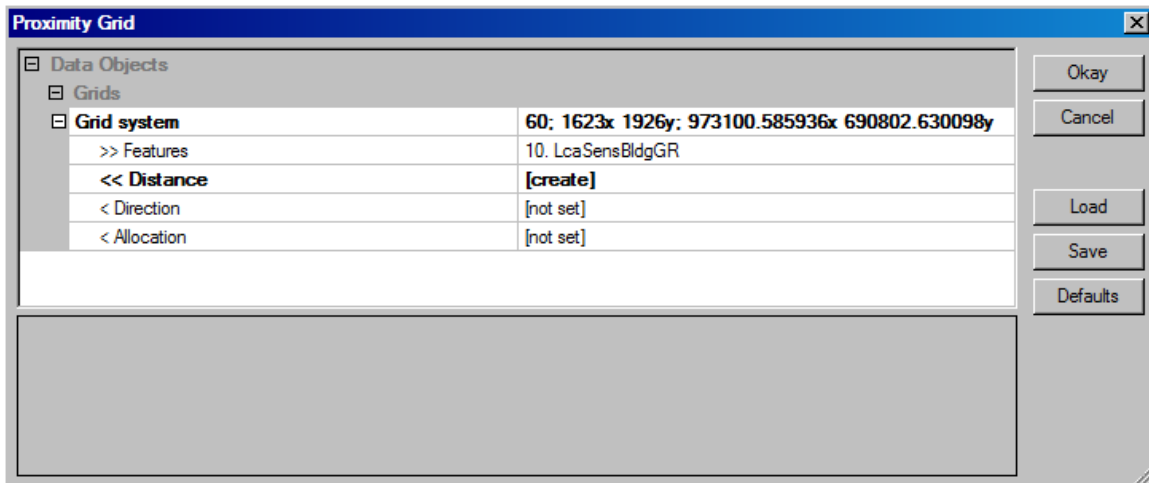 Proximity Grid
Data Objects
Grids
Grid system 60; 1623x 1926y; 973100.585936x 690802.630098y
>> Features 10. LcaSensBldgGR
<< Distance [create]
< Direction [not set]
< Allocation [not set]
Okay
Cancel
Load
Save
Defaults